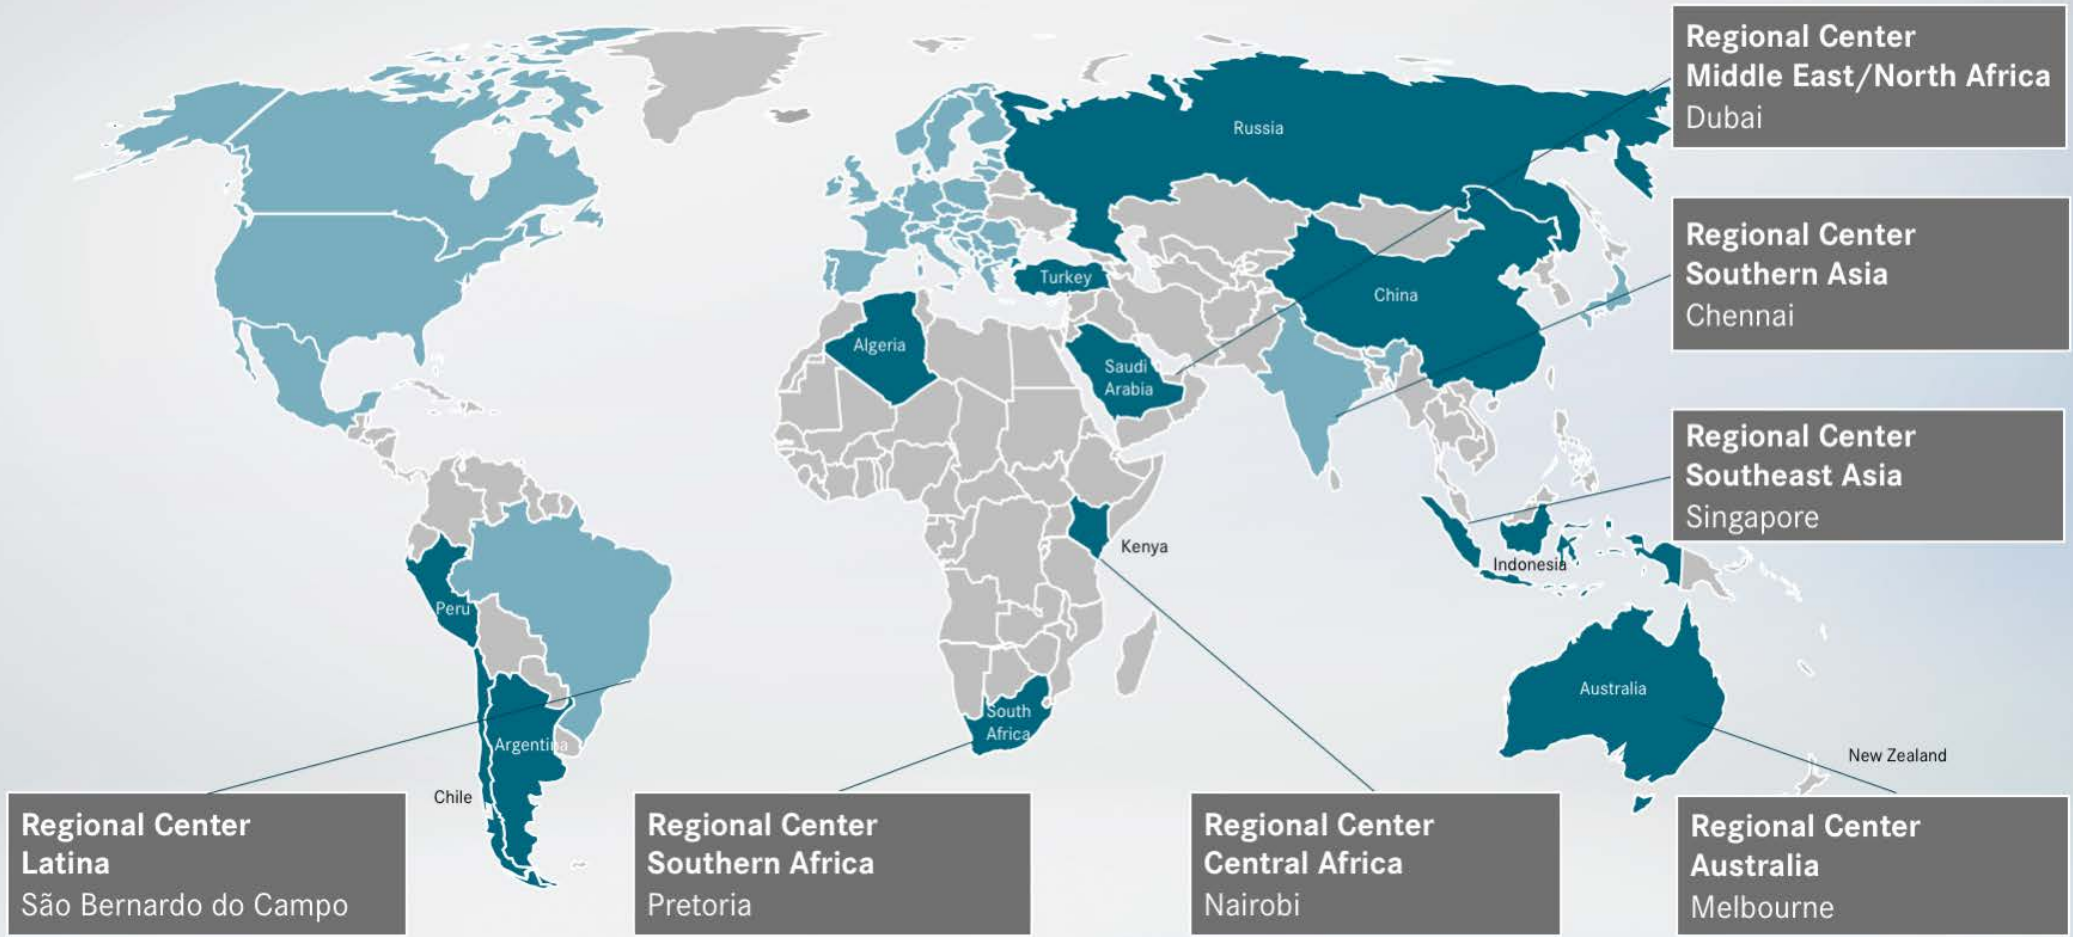 Regional Center
Middle East/North Africa
Dubai
Russia
Regional Center
Southern Asia
Chennai
Turkey
China
Algeria
Saudi
Arabia
Regional Center
Southeast Asia
Singapore
Kenya
Indonesia
Peru
Australia
South
Africa
Argentina
New Zealand
Chile
Regional Center
Latina
São Bernardo do Campo
Regional Center
Southern Africa
Pretoria
Regional Center
Central Africa
Nairobi
Regional Center
Australia
Melbourne